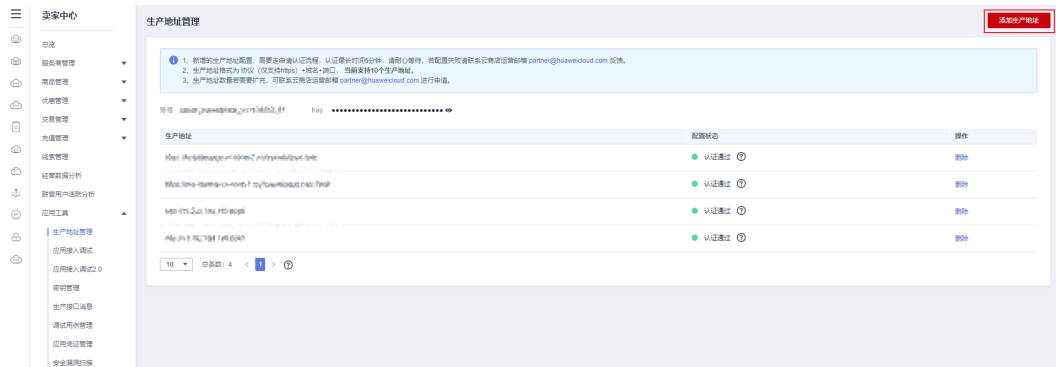 卖家中心
总览
服务商管理
商品管理
优惠管理
交易管理
充值管理
线索管理
经营数据分析
联营用户活跃分析
应用工具
生产地址管理
应用接入调试
应用接入调试2.0
密钥管理
生产接口消息
调试用例管理
应用凭证管理
安全漏洞扫描
生产地址管理
添加生产地址
1、新增的生产地址配置，需要走申请认证流程，认证最长时间5分钟，请耐心等待，若配置失败请联系云商店运营邮箱 partner@huaweicloud.com 反馈。
2、生产地址格式为 协议（仅支持https）+域名+端口，当前支持10个生产地址。
3、生产地址数量若需要扩充，可联系云商店运营邮箱 partner@huaweicloud.com 进行申请。
账号
Key
生产地址 配置状态 操作
认证通过 删除
认证通过 删除
认证通过 删除
认证通过 删除
10 总条数: 4 < 1 >